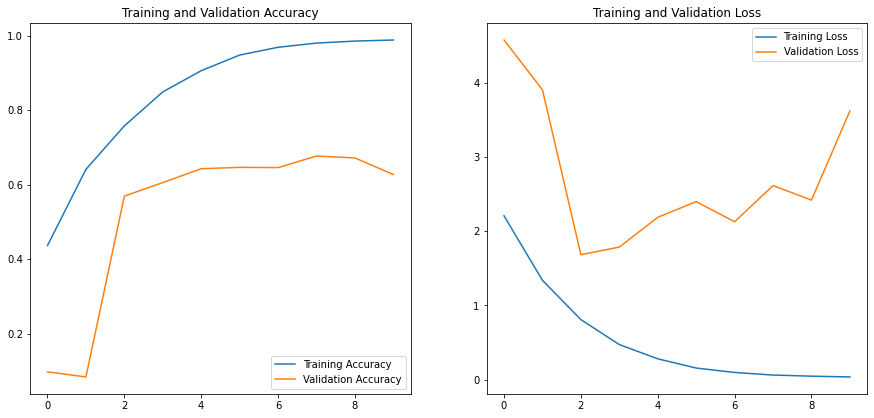 Training and Validation Accuracy
1.0
0.8
0.6
0.4
0.2
0 2 4 6 8
Training Accuracy
Validation Accuracy
Training and Validation Loss
4
3
2
1
0
0 2 4 6 8
Training Loss
Validation Loss